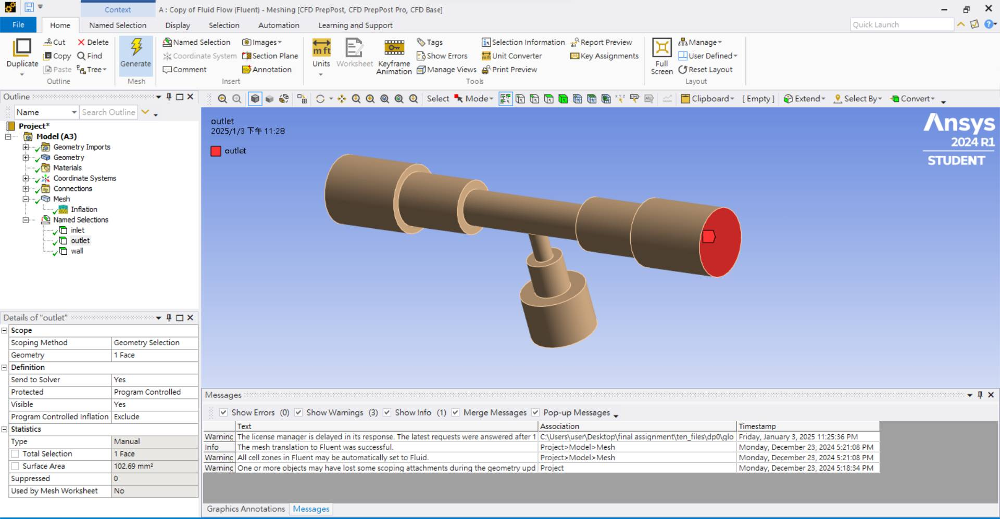 Context
A : Copy of Fluid Flow (Fluent) - Meshing [CFD PrepPost, CFD PrepPost Pro, CFD Base]
File
Home
Named Selection
Display
Selection
Automation
Learning and Support
Quick Launch
Duplicate
Cut
Delete
Copy
Find
Paste
Tree
Outline
Generate
Mesh
Named Selection
Images
Coordinate System
Section Plane
Comment
Annotation
Insert
Units
Worksheet
Keyframe
Animation
Tags
Selection Information
Report Preview
Show Errors
Unit Converter
Key Assignments
Manage Views
Print Preview
Tools
Full
Screen
Manage
User Defined
Reset Layout
Layout
Outline
Name
Search Outline
Select
Mode
Clipboard
[ Empty ]
Extend
Select By
Convert
Project*
Model (A3)
Geometry Imports
Geometry
Materials
Coordinate Systems
Connections
Mesh
Inflation
Named Selections
inlet
outlet
wall
outlet
2025/1/3 下午 11:28
outlet
Ansys
2024 R1
STUDENT
Details of "outlet"
Scope
Scoping Method Geometry Selection
Geometry 1 Face
Definition
Send to Solver Yes
Protected Program Controlled
Visible Yes
Program Controlled Inflation Exclude
Statistics
Type Manual
Total Selection 1 Face
Surface Area 102.69 mm²
Suppressed 0
Used by Mesh Worksheet No
Messages
Show Errors (0) Show Warnings (3) Show Info (1) Merge Messages Pop-up Messages
Text Association Timestamp
Warning The license manager is delayed in its response. The latest requests were answered after 1 C:\Users\user\Desktop\final assignment\ten_files\dp0\glo Friday, January 3, 2025 11:25:36 PM
Info The mesh translation to Fluent was successful. Project>Model>Mesh Monday, December 23, 2024 5:21:08 PM
Warning All cell zones in Fluent may be automatically set to Fluid. Project>Model>Mesh Monday, December 23, 2024 5:21:08 PM
Warning One or more objects may have lost some scoping attachments during the geometry upd Project Monday, December 23, 2024 5:18:34 PM
Graphics Annotations
Messages